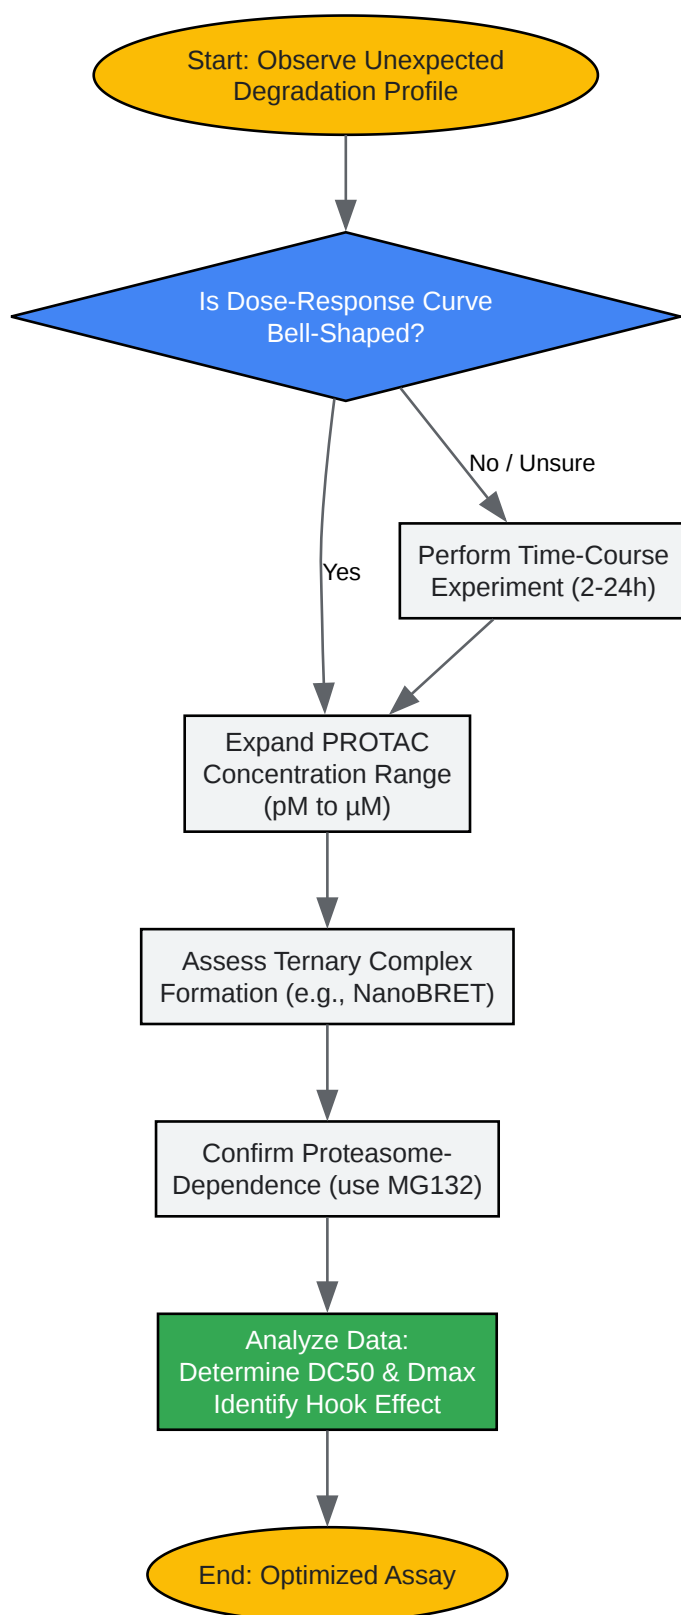 Start: Observe Unexpected
Degradation Profile
Is Dose-Response Curve
Bell-Shaped?
No / Unsure
Perform Time-Course
Experiment (2-24h)
Yes
Expand PROTAC
Concentration Range
(pM to µM)
Assess Ternary Complex
Formation (e.g., NanoBRET)
Confirm Proteasome-
Dependence (use MG132)
Analyze Data:
Determine DC50 & Dmax
Identify Hook Effect
End: Optimized Assay